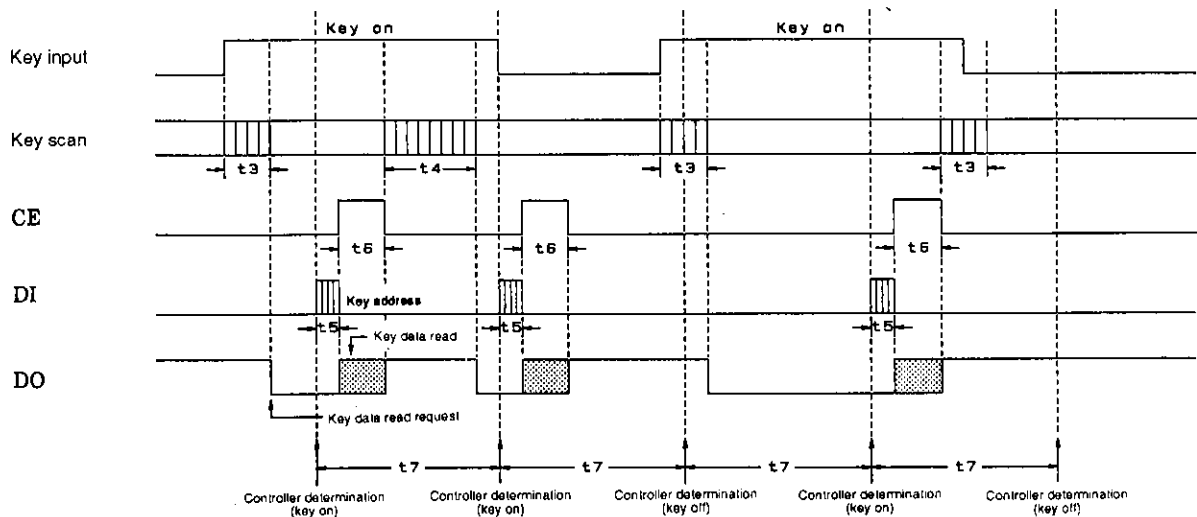 Key on Key on
Key input
Key scan
t3 t4 t3 t3
CE
t6 t6 t6
DI
Key address
t5 t5 t5
Key data read
DO
Key data read request
t7 t7 t7 t7
Controller determination Controller determination Controller determination Controller determination Controller determination
(key on) (key on) (key off) (key on) (key off)